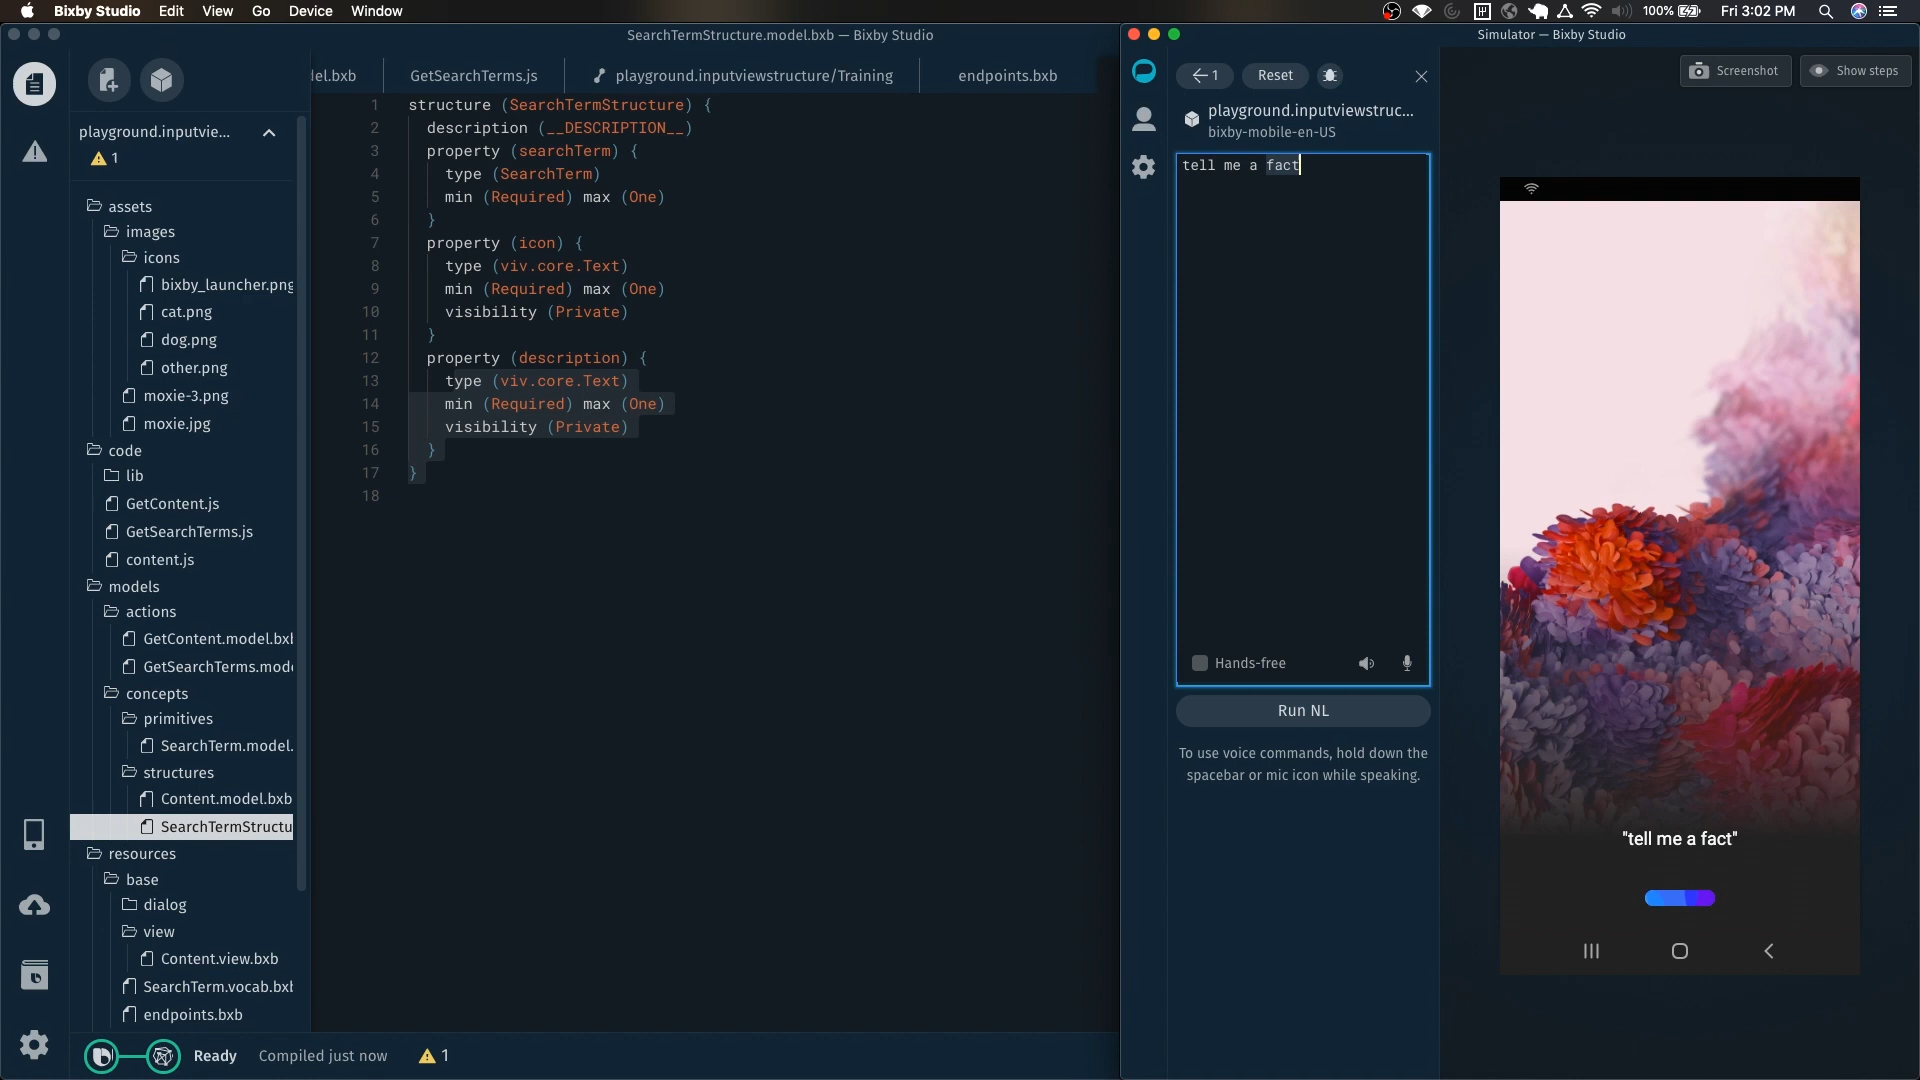 Bixby Studio Edit View Go Device Window
100% Fri 3:02 PM
SearchTermStructure.model.bxb — Bixby Studio
del.bxb GetSearchTerms.js playground.inputviewstructure/Training endpoints.bxb
playground.inputvie...
1
assets
images
icons
bixby_launcher.png
cat.png
dog.png
other.png
moxie-3.png
moxie.jpg
code
lib
GetContent.js
GetSearchTerms.js
content.js
models
actions
GetContent.model.bxb
GetSearchTerms.mode
concepts
primitives
SearchTerm.model.
structures
Content.model.bxb
SearchTermStructu
resources
base
dialog
view
Content.view.bxb
SearchTerm.vocab.bxb
endpoints.bxb
1 structure (SearchTermStructure) {
2 description (__DESCRIPTION__)
3 property (searchTerm) {
4 type (SearchTerm)
5 min (Required) max (One)
6 }
7 property (icon) {
8 type (viv.core.Text)
9 min (Required) max (One)
10 visibility (Private)
11 }
12 property (description) {
13 type (viv.core.Text)
14 min (Required) max (One)
15 visibility (Private)
16 }
17 }
18
Ready Compiled just now 1
Simulator — Bixby Studio
1 Reset
Screenshot Show steps
playground.inputviewstruc...
bixby-mobile-en-US
tell me a fact
Hands-free
Run NL
To use voice commands, hold down the
spacebar or mic icon while speaking.
"tell me a fact"